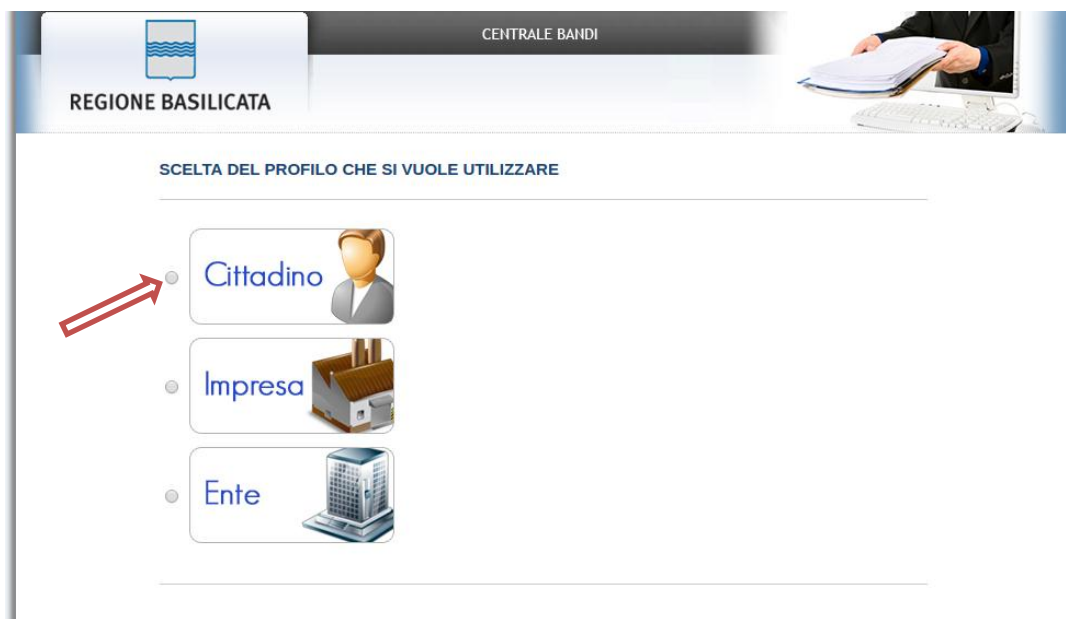 CENTRALE BANDI
REGIONE BASILICATA
SCELTA DEL PROFILO CHE SI VUOLE UTILIZZARE
Cittadino
Impresa
Ente